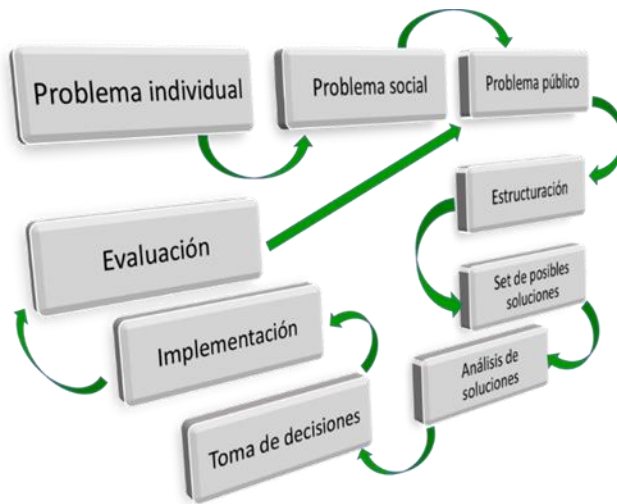 Problema individual
Problema social
Problema público
Estructuración
Set de posibles
soluciones
Análisis de
soluciones
Toma de decisiones
Implementación
Evaluación